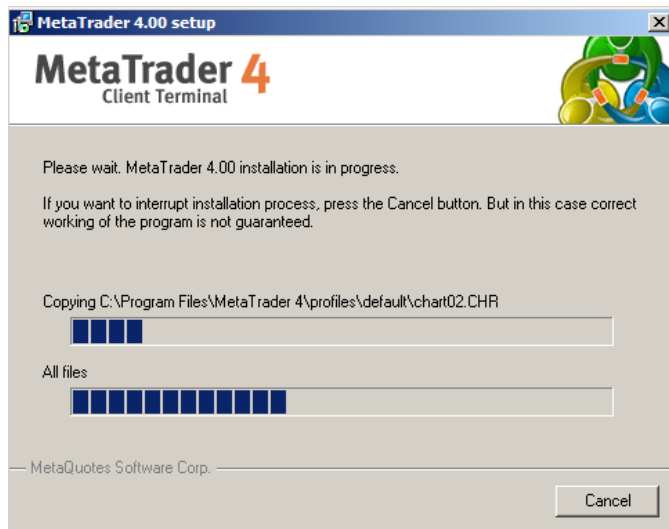 MetaTrader 4.00 setup
MetaTrader 4
Client Terminal
Please wait. MetaTrader 4.00 installation is in progress.
If you want to interrupt installation process, press the Cancel button. But in this case correct
working of the program is not guaranteed.
Copying C:\Program Files\MetaTrader 4\profiles\default\chart02.CHR
All files
MetaQuotes Software Corp.
Cancel